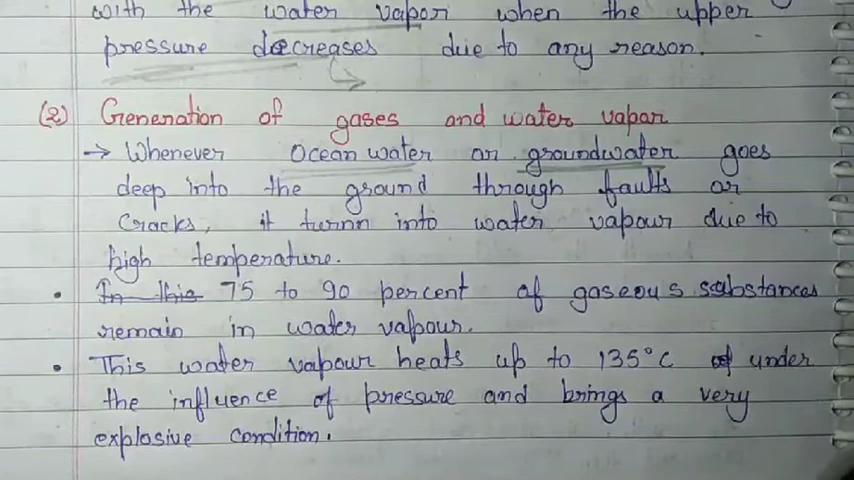 with the water vapor when the upper
pressure decreases due to any reason.
(2) Generation of gases and water vapar
→ Whenever ocean water or groundwater goes
deep into the ground through faults or
cracks, it turnn into water vapour due to
high temperature.
• In this 75 to 90 percent of gaseous substances
remain in water vapour.
• This water vapour heats up to 135°C of under
the influence of pressure and brings a very
explosive condition.